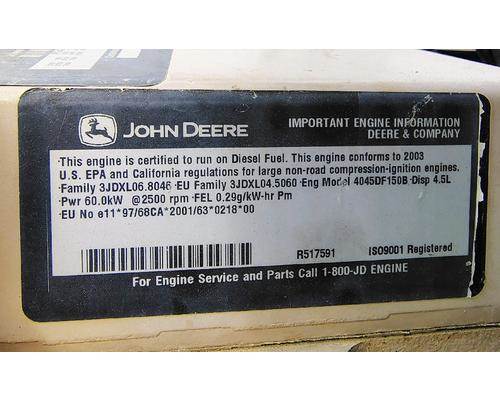 JOHN DEERE
IMPORTANT ENGINE INFORMATION
DEERE & COMPANY
This engine is certified to run on Diesel Fuel. This engine conforms to 2003
U.S. EPA and California regulations for large non-road compression-ignition engines.
Family 3JDXL06.8046 EU Family 3JDXL04.5060 Eng Model 4045DF150B Disp 4.5L
Pwr 60.0kW @2500 rpm FEL 0.29g/kW-hr Pm
EU No e11*97/68CA*2001/63*0218*00
R517591 ISO9001 Registered
For Engine Service and Parts Call 1-800-JD ENGINE